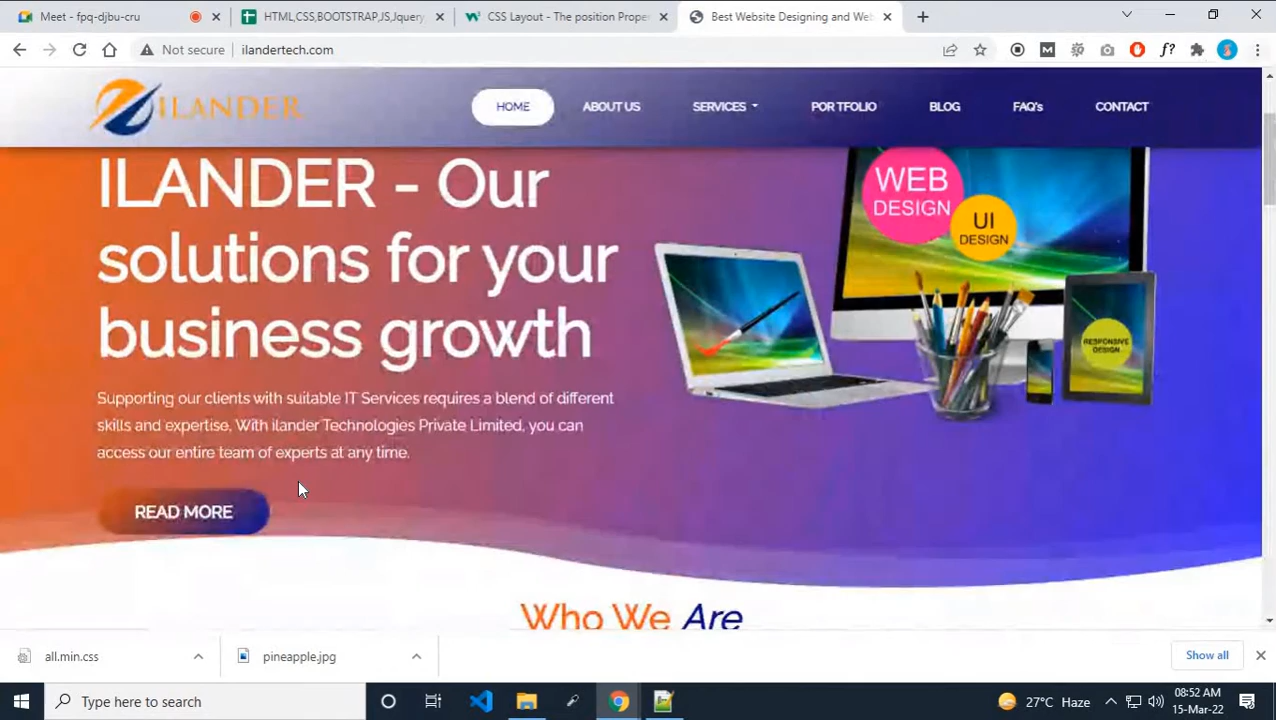 Meet - fpq-djbu-cru
HTML,CSS,BOOTSTRAP,JS,Jquery,
CSS Layout - The position Prope
Best Website Designing and Web
Not secure
ilandertech.com
ILANDER
HOME
ABOUT US
SERVICES
PORTFOLIO
BLOG
FAQ's
CONTACT
ILANDER - Our
solutions for your
business growth
WEB
DESIGN
UI
DESIGN
RESPONSIVE
DESIGN
Supporting our clients with suitable IT Services requires a blend of different
skills and expertise, With ilander Technologies Private Limited, you can
access our entire team of experts at any time.
READ MORE
Who We Are
all.min.css
pineapple.jpg
Show all
Type here to search
27°C Haze
08:52 AM
15-Mar-22